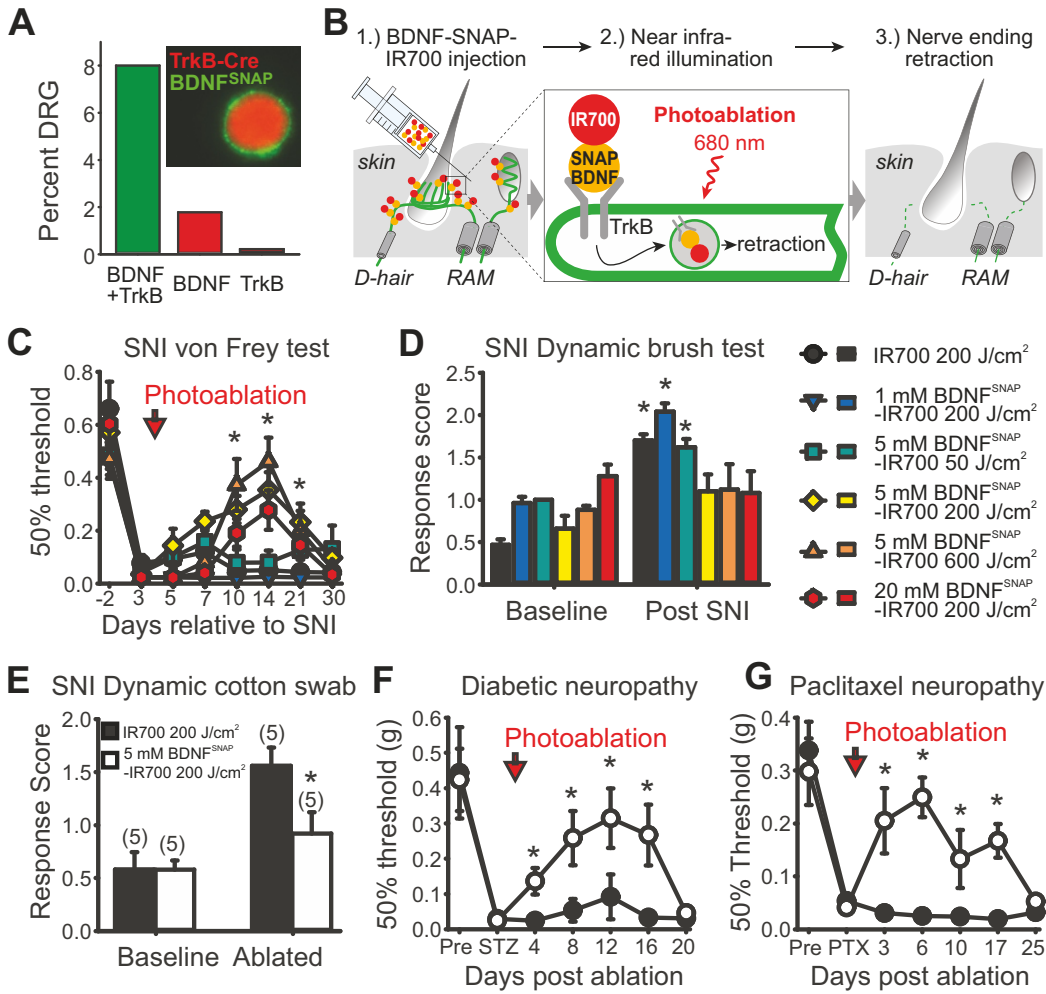 A
Percent DRG
8
6
4
2
0
TrkB-Cre
BDNF^SNAP
BDNF
+TrkB
BDNF
TrkB
B
1.) BDNF-SNAP-
IR700 injection
2.) Near infra-
red illumination
3.) Nerve ending
retraction
skin
D-hair
RAM
IR700
SNAP
BDNF
Photoablation
680 nm
TrkB
retraction
skin
D-hair
RAM
C
SNI von Frey test
50% threshold
0.8
0.6
0.4
0.2
0.0
Photoablation
* * *
-2 3 5 7 10 14 21 30
Days relative to SNI
D
SNI Dynamic brush test
Response score
2.5
2.0
1.5
1.0
0.5
0.0
* * *
Baseline
Post SNI
IR700 200 J/cm²
1 mM BDNF^SNAP
-IR700 200 J/cm²
5 mM BDNF^SNAP
-IR700 50 J/cm²
5 mM BDNF^SNAP
-IR700 200 J/cm²
5 mM BDNF^SNAP
-IR700 600 J/cm²
20 mM BDNF^SNAP
-IR700 200 J/cm²
E
SNI Dynamic cotton swab
Response Score
2.0
1.5
1.0
0.5
0.0
IR700 200 J/cm²
5 mM BDNF^SNAP
-IR700 200 J/cm²
(5) (5) (5) * (5)
Baseline
Ablated
F
Diabetic neuropathy
50% threshold (g)
0.6
0.5
0.4
0.3
0.2
0.1
0.0
Photoablation
* * * *
Pre STZ 4 8 12 16 20
Days post ablation
G
Paclitaxel neuropathy
50% Threshold (g)
0.4
0.3
0.2
0.1
0.0
Photoablation
* * * *
Pre PTX 3 6 10 17 25
Days post ablation